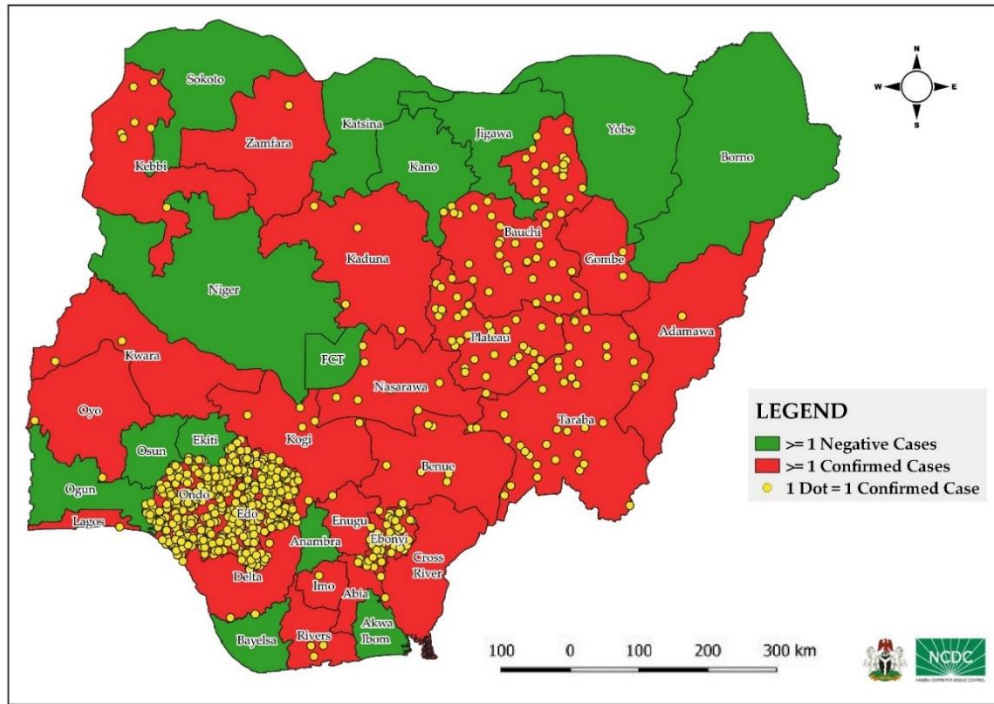 N
W E
S
Sokoto
Katsina
Jigawa
Yobe
Borno
Zamfara
Kano
Kebbi
Bauchi
Gombe
Kaduna
Niger
Adamawa
Plateau
FCT
Kwara
Nasarawa
Oyo
Taraba
Kogi
Ekiti
Osun
Benue
Ogun
Ondo
Edo
Lagos
Enugu
Ebonyi
Anambra
Cross
River
Delta
Imo
Abia
Akwa
Ibom
Bayelsa
Rivers
LEGEND
>= 1 Negative Cases
>= 1 Confirmed Cases
1 Dot = 1 Confirmed Case
100 0 100 200 300 km
NCDC